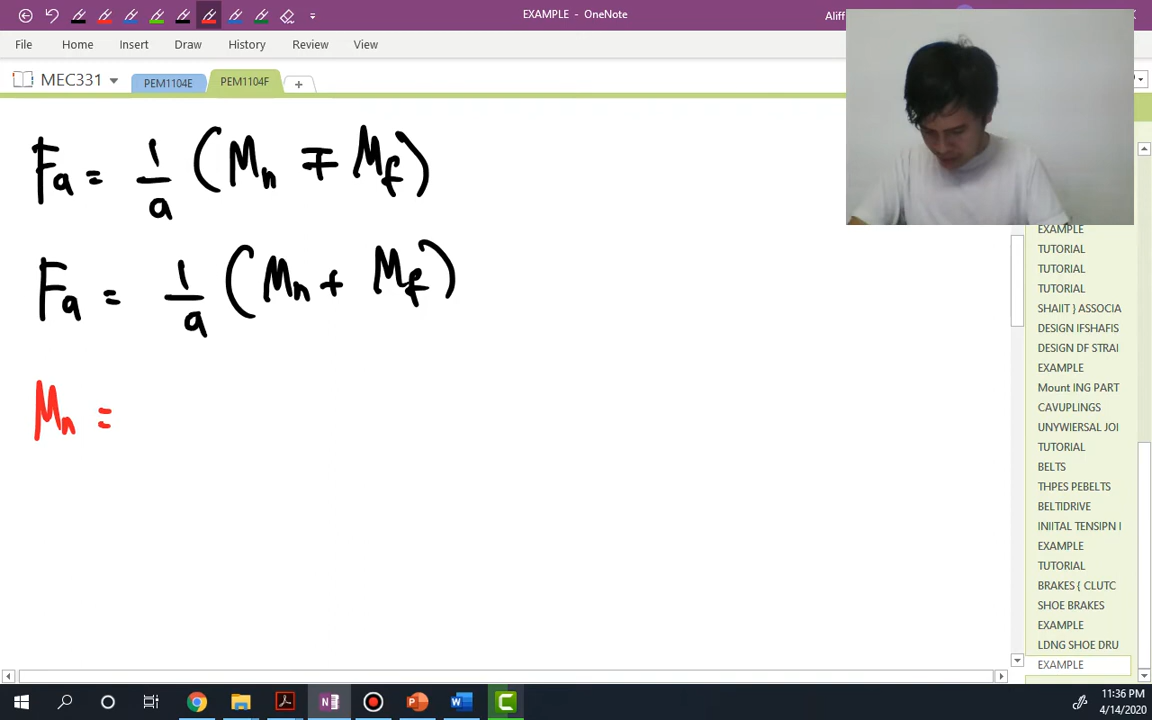 EXAMPLE - OneNote
Aliff
File Home Insert Draw History Review View
MEC331 PEM1104E PEM1104F +
Fa = 1/a (Mn ∓ Mf)
Fa = 1/a (Mn + Mf)
Mn =
EXAMPLE
TUTORIAL
TUTORIAL
TUTORIAL
SHAIIT } ASSOCIA
DESIGN IFSHAFIS
DESIGN DF STRAI
EXAMPLE
Mount ING PART
CAVUPLINGS
UNYWIERSAL JOI
TUTORIAL
BELTS
THPES PEBELTS
BELTIDRIVE
INIITAL TENSIPN I
EXAMPLE
TUTORIAL
BRAKES { CLUTC
SHOE BRAKES
EXAMPLE
LDNG SHOE DRU
EXAMPLE
11:36 PM
4/14/2020